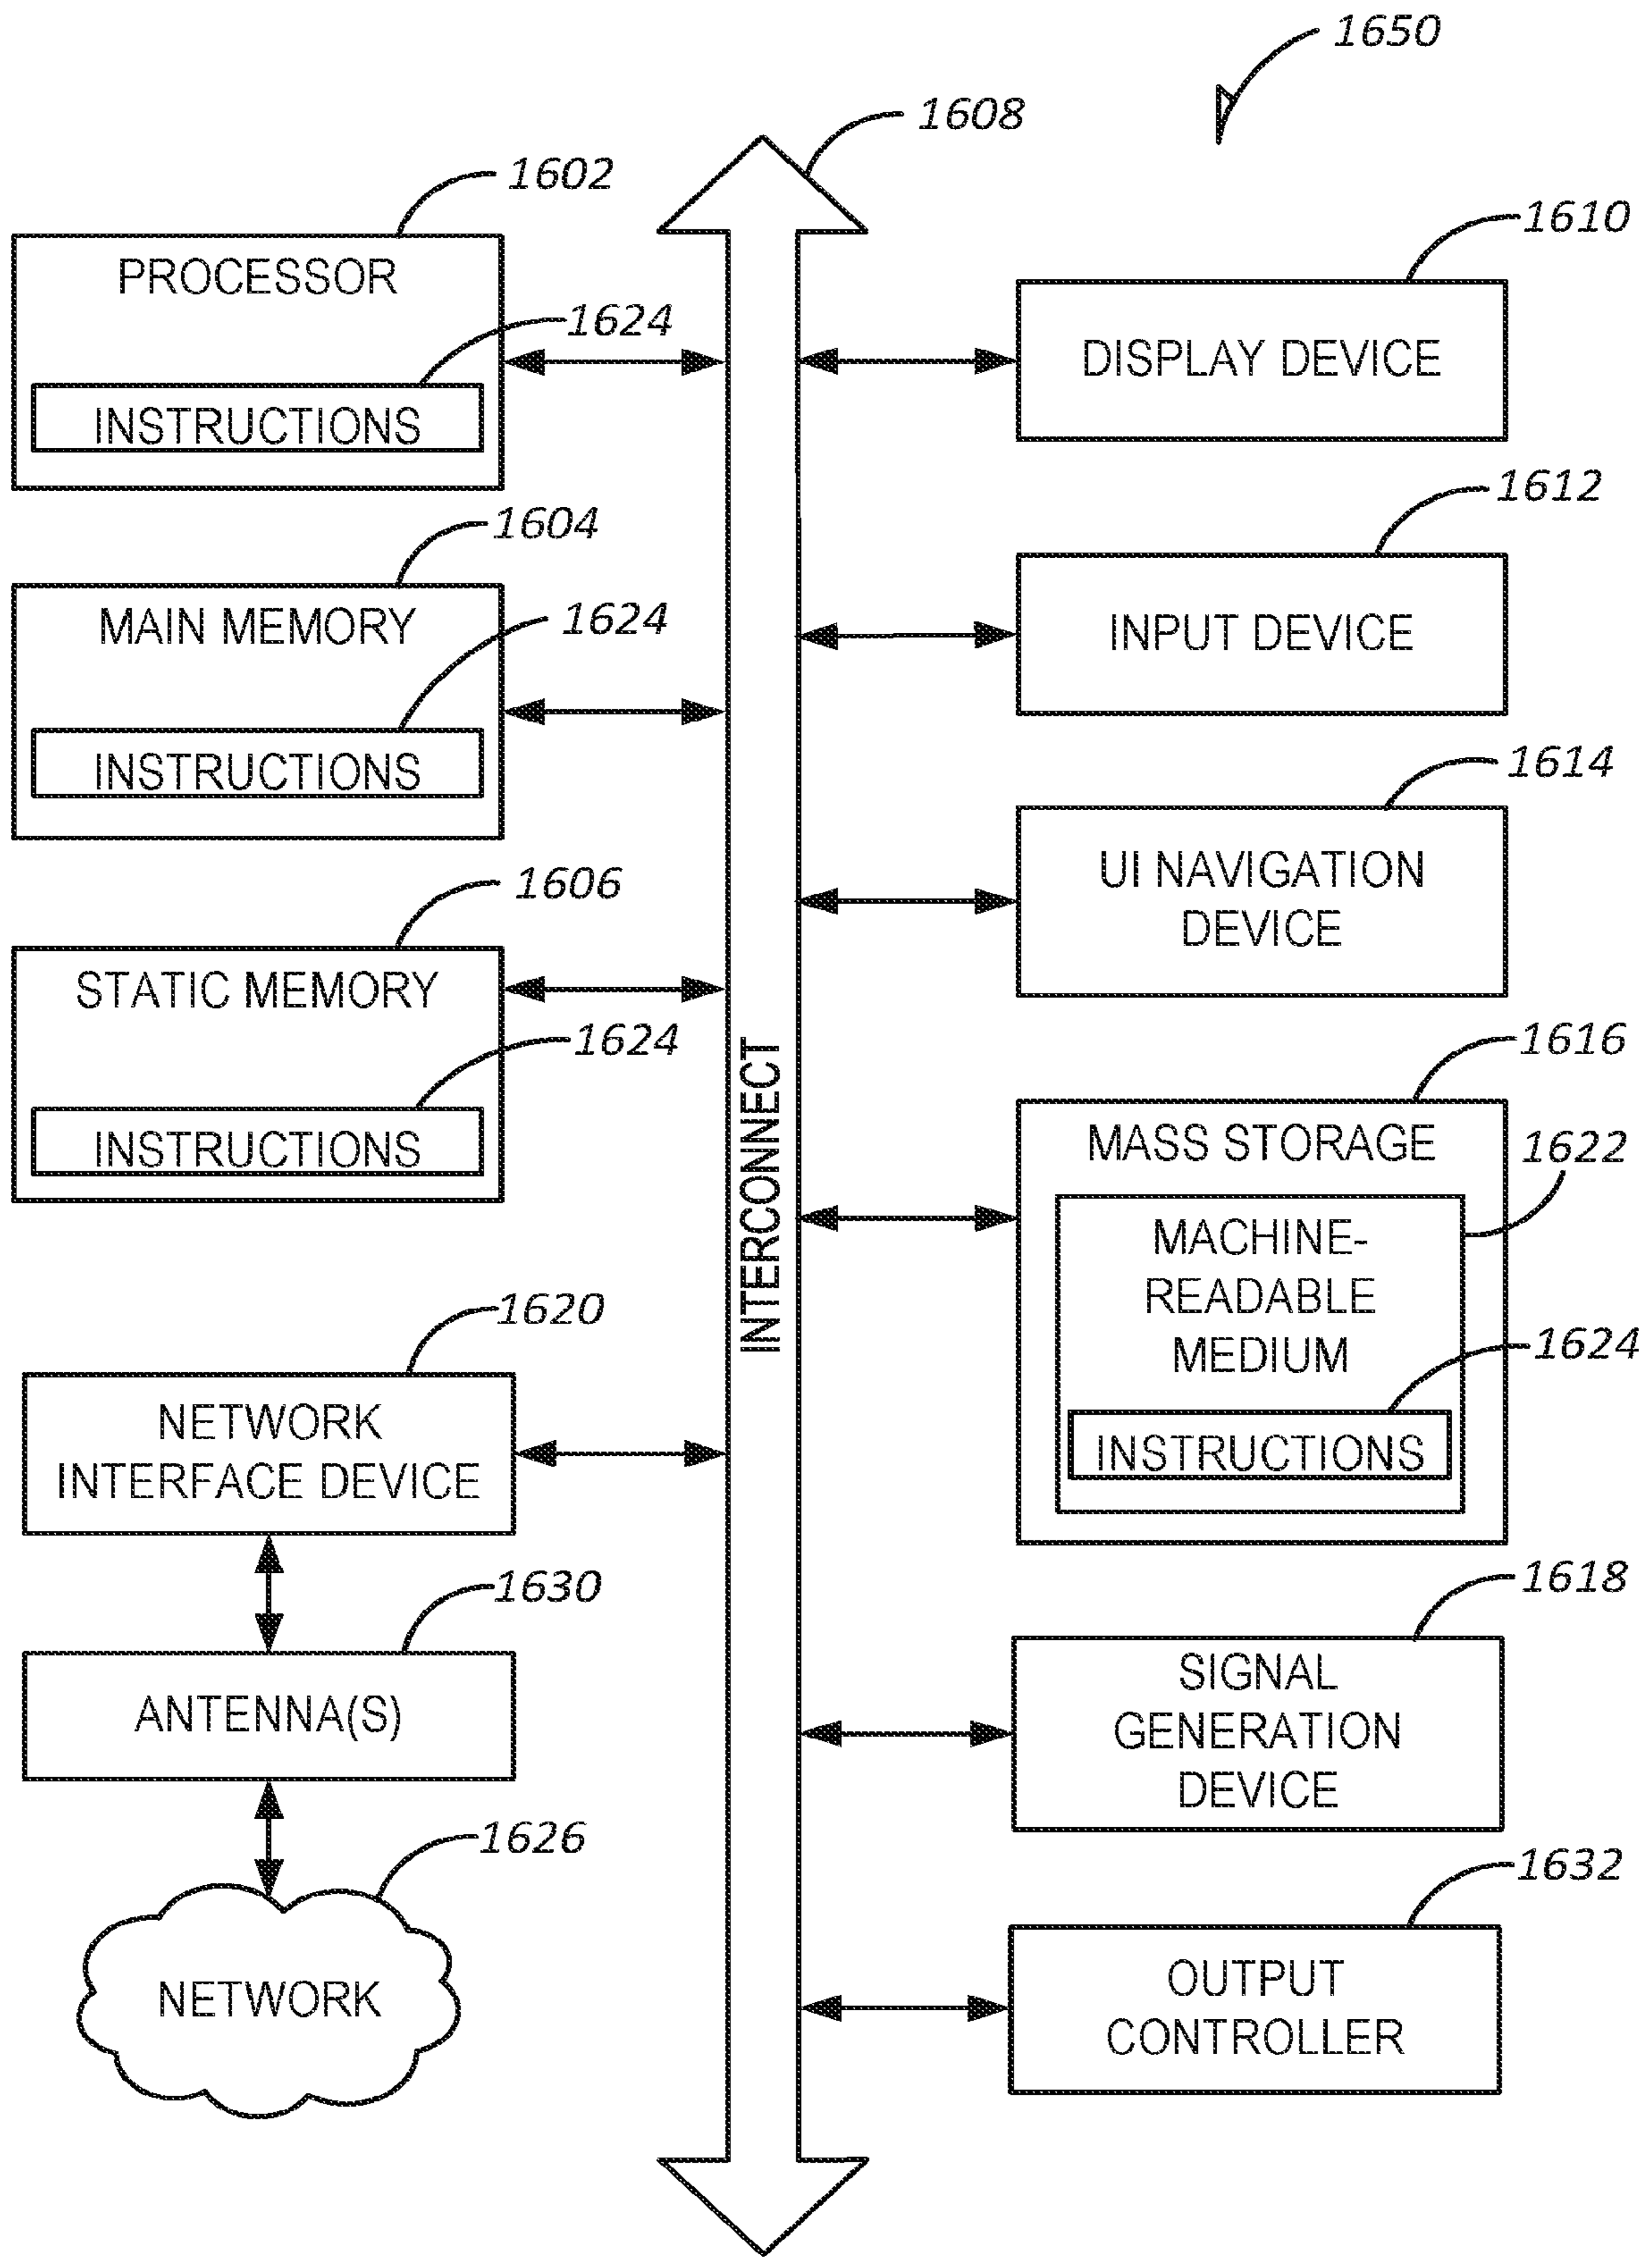 1650
1608
1602
PROCESSOR
1624
INSTRUCTIONS
1604
MAIN MEMORY
1624
INSTRUCTIONS
1606
STATIC MEMORY
1624
INSTRUCTIONS
1620
NETWORK
INTERFACE DEVICE
1630
ANTENNA(S)
1626
NETWORK
INTERCONNECT
1610
DISPLAY DEVICE
1612
INPUT DEVICE
1614
UI NAVIGATION
DEVICE
1616
MASS STORAGE
1622
MACHINE-
READABLE
MEDIUM
1624
INSTRUCTIONS
1618
SIGNAL
GENERATION
DEVICE
1632
OUTPUT
CONTROLLER